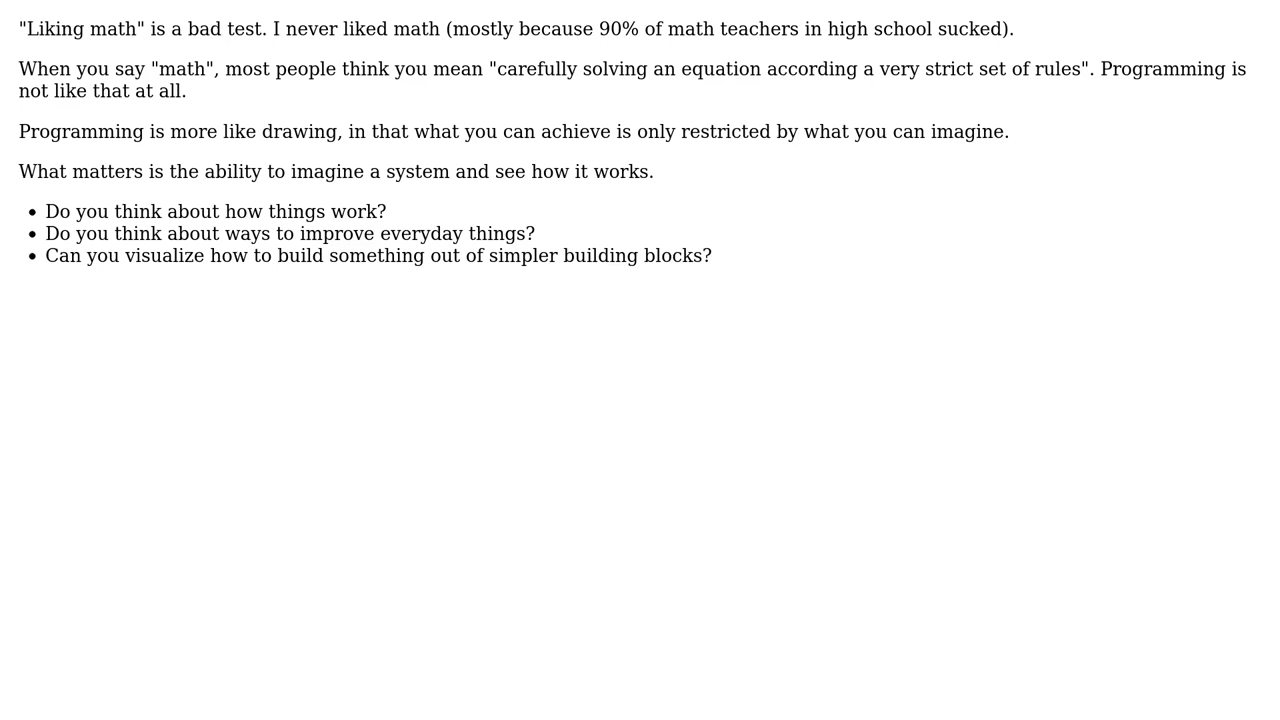 "Liking math" is a bad test. I never liked math (mostly because 90% of math teachers in high school sucked).
When you say "math", most people think you mean "carefully solving an equation according a very strict set of rules". Programming is
not like that at all.
Programming is more like drawing, in that what you can achieve is only restricted by what you can imagine.
What matters is the ability to imagine a system and see how it works.
• Do you think about how things work?
• Do you think about ways to improve everyday things?
• Can you visualize how to build something out of simpler building blocks?